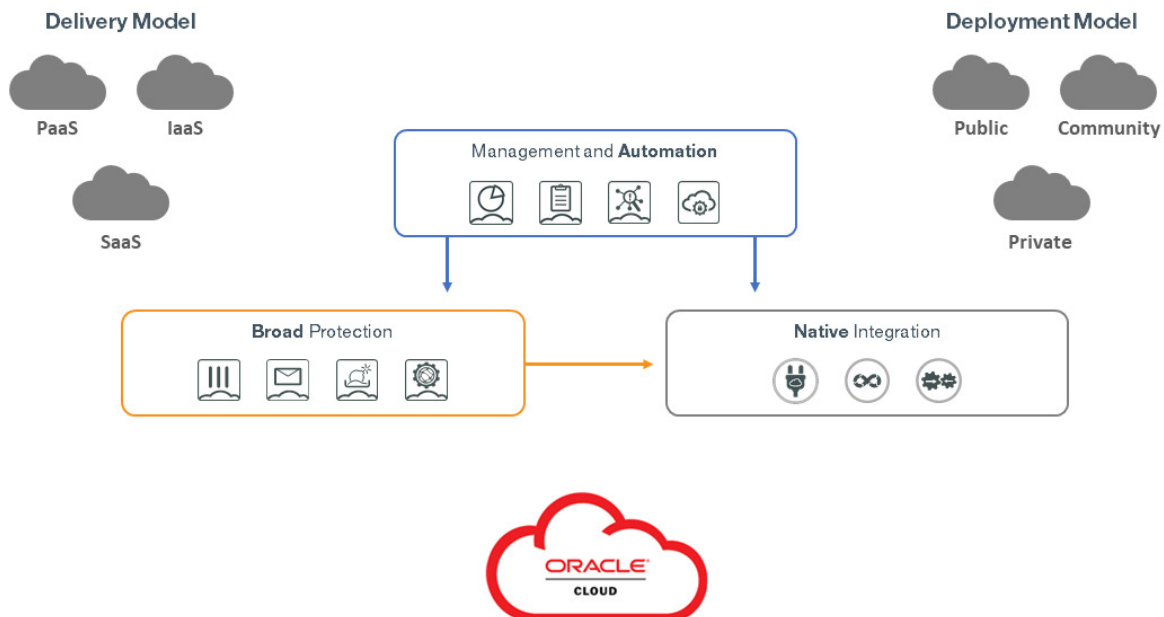 Delivery Model
Deployment Model
PaaS
IaaS
Public
Community
SaaS
Private
Management and Automation
Broad Protection
Native Integration
ORACLE
CLOUD